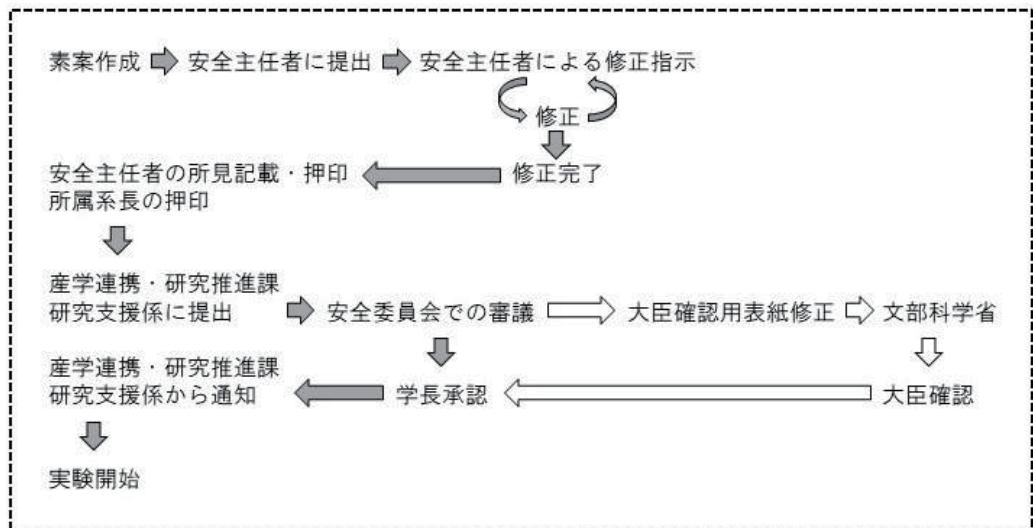 素案作成 安全主任者に提出 安全主任者による修正指示
修正
安全主任者の所見記載・押印 修正完了
所属系長の押印
産学連携・研究推進課
研究支援係に提出 安全委員会での審議 大臣確認用表紙修正 文部科学省
産学連携・研究推進課
研究支援係から通知 学長承認 大臣確認
実験開始